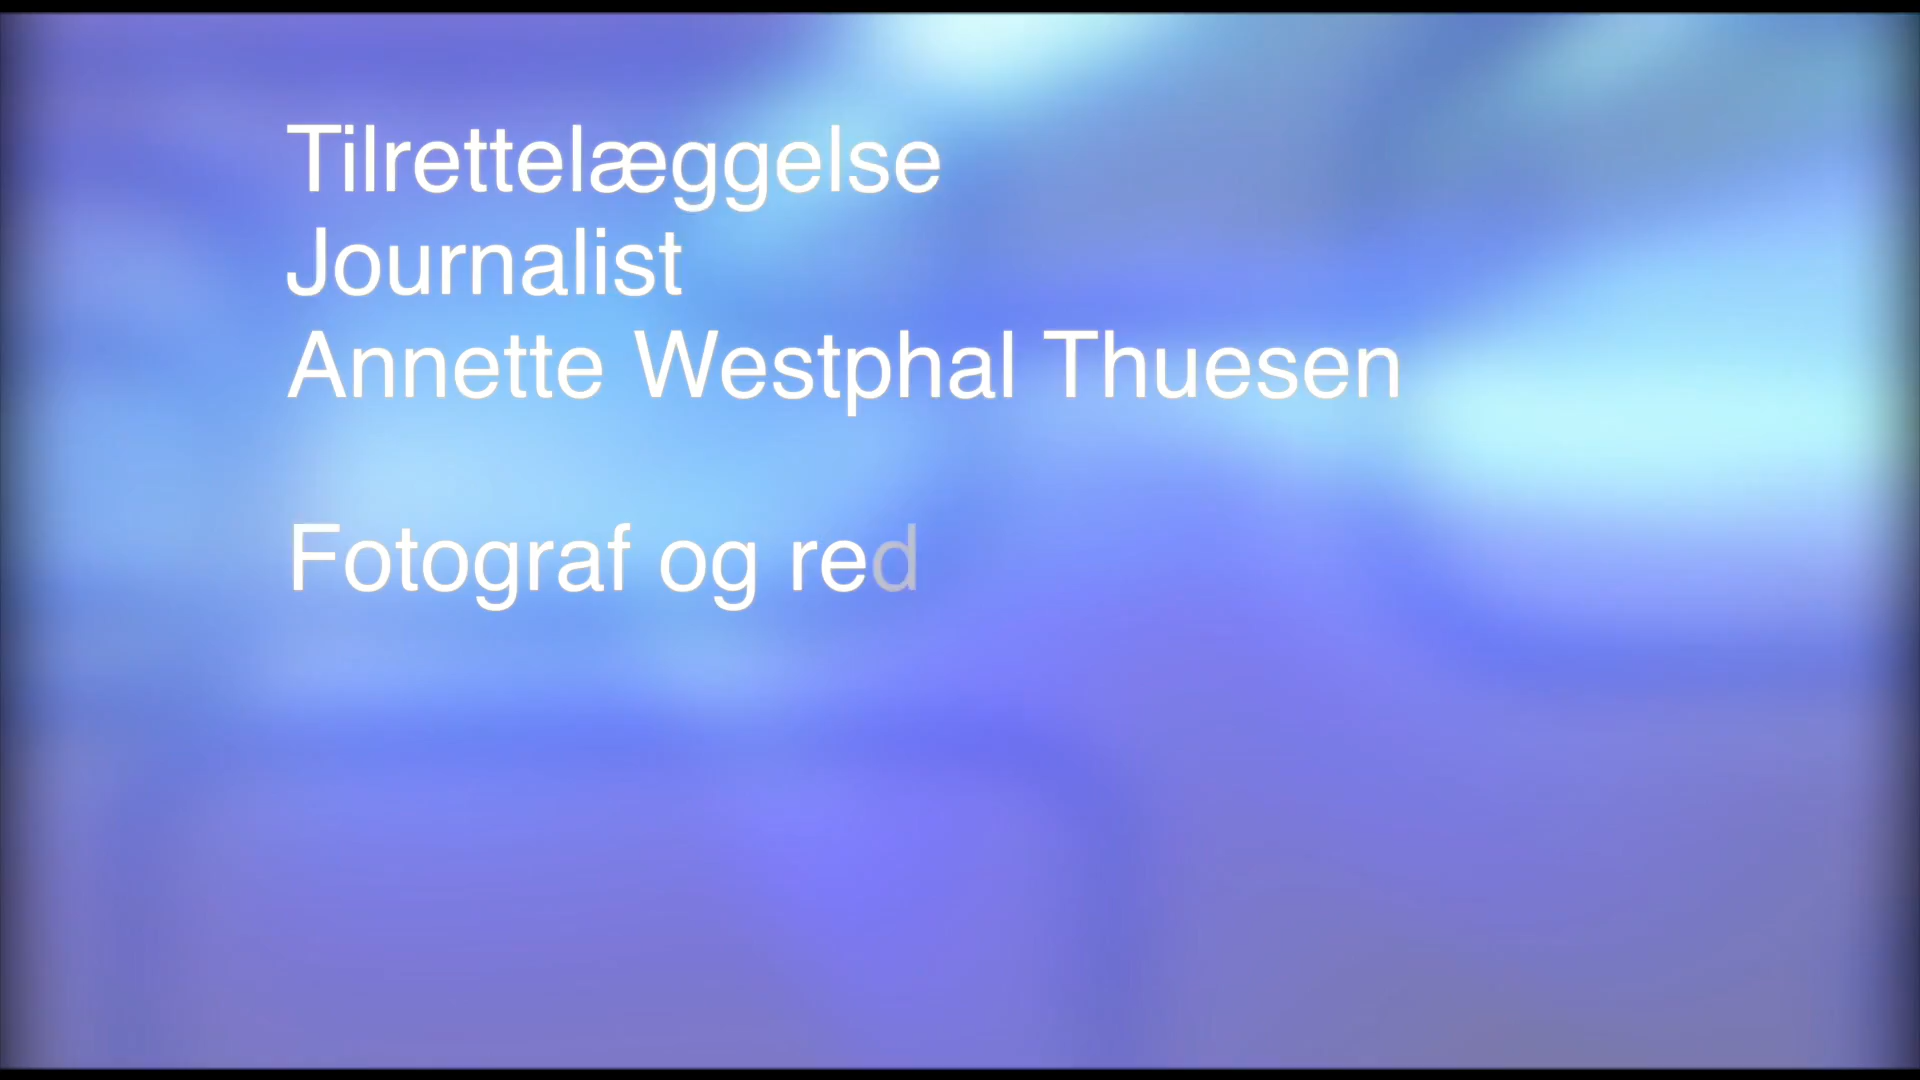 Tilrettelæggelse
Journalist
Annette Westphal Thuesen
Fotograf og red